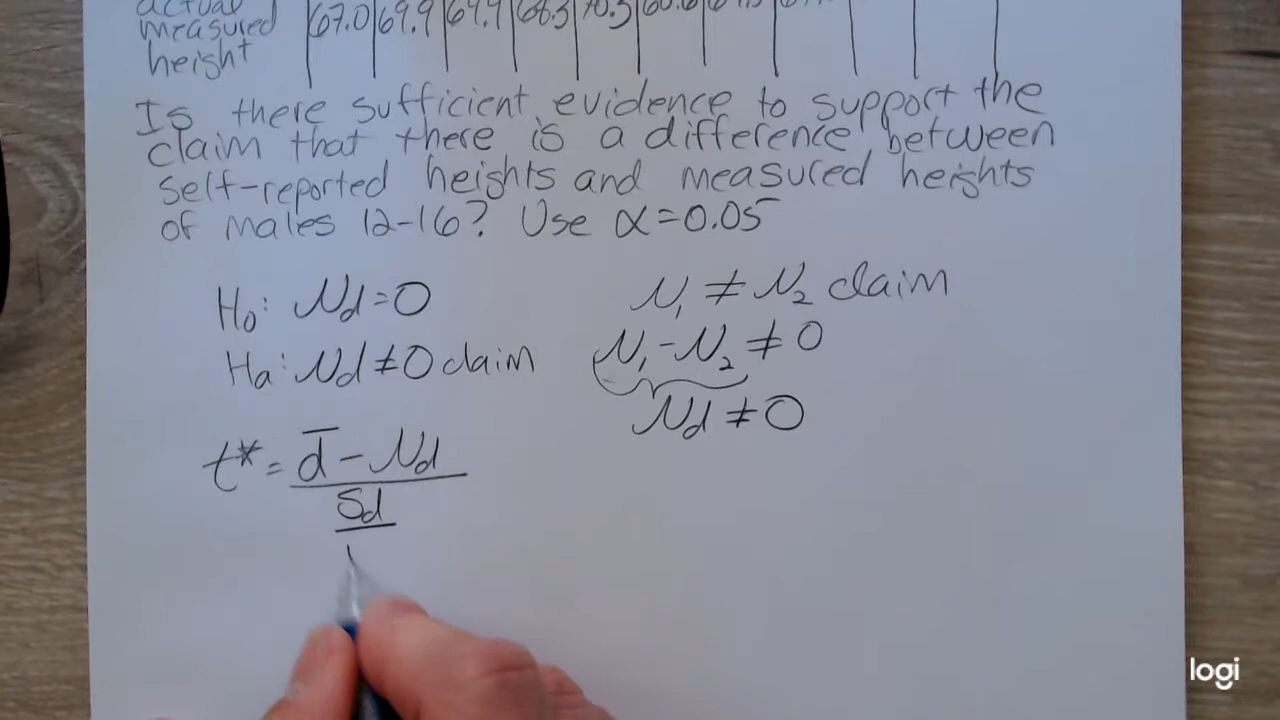 actual
measured 67.0 69.9
height
Is there sufficient evidence to support the
claim that there is a difference between
self-reported heights and measured heights
of males 12-16? Use α=0.05
H₀: μd=0
Ha: μd≠0 claim
μ₁ ≠ μ₂ claim
μ₁-μ₂ ≠ 0
μd ≠ 0
t* = d̄ - μd
Sd
logi